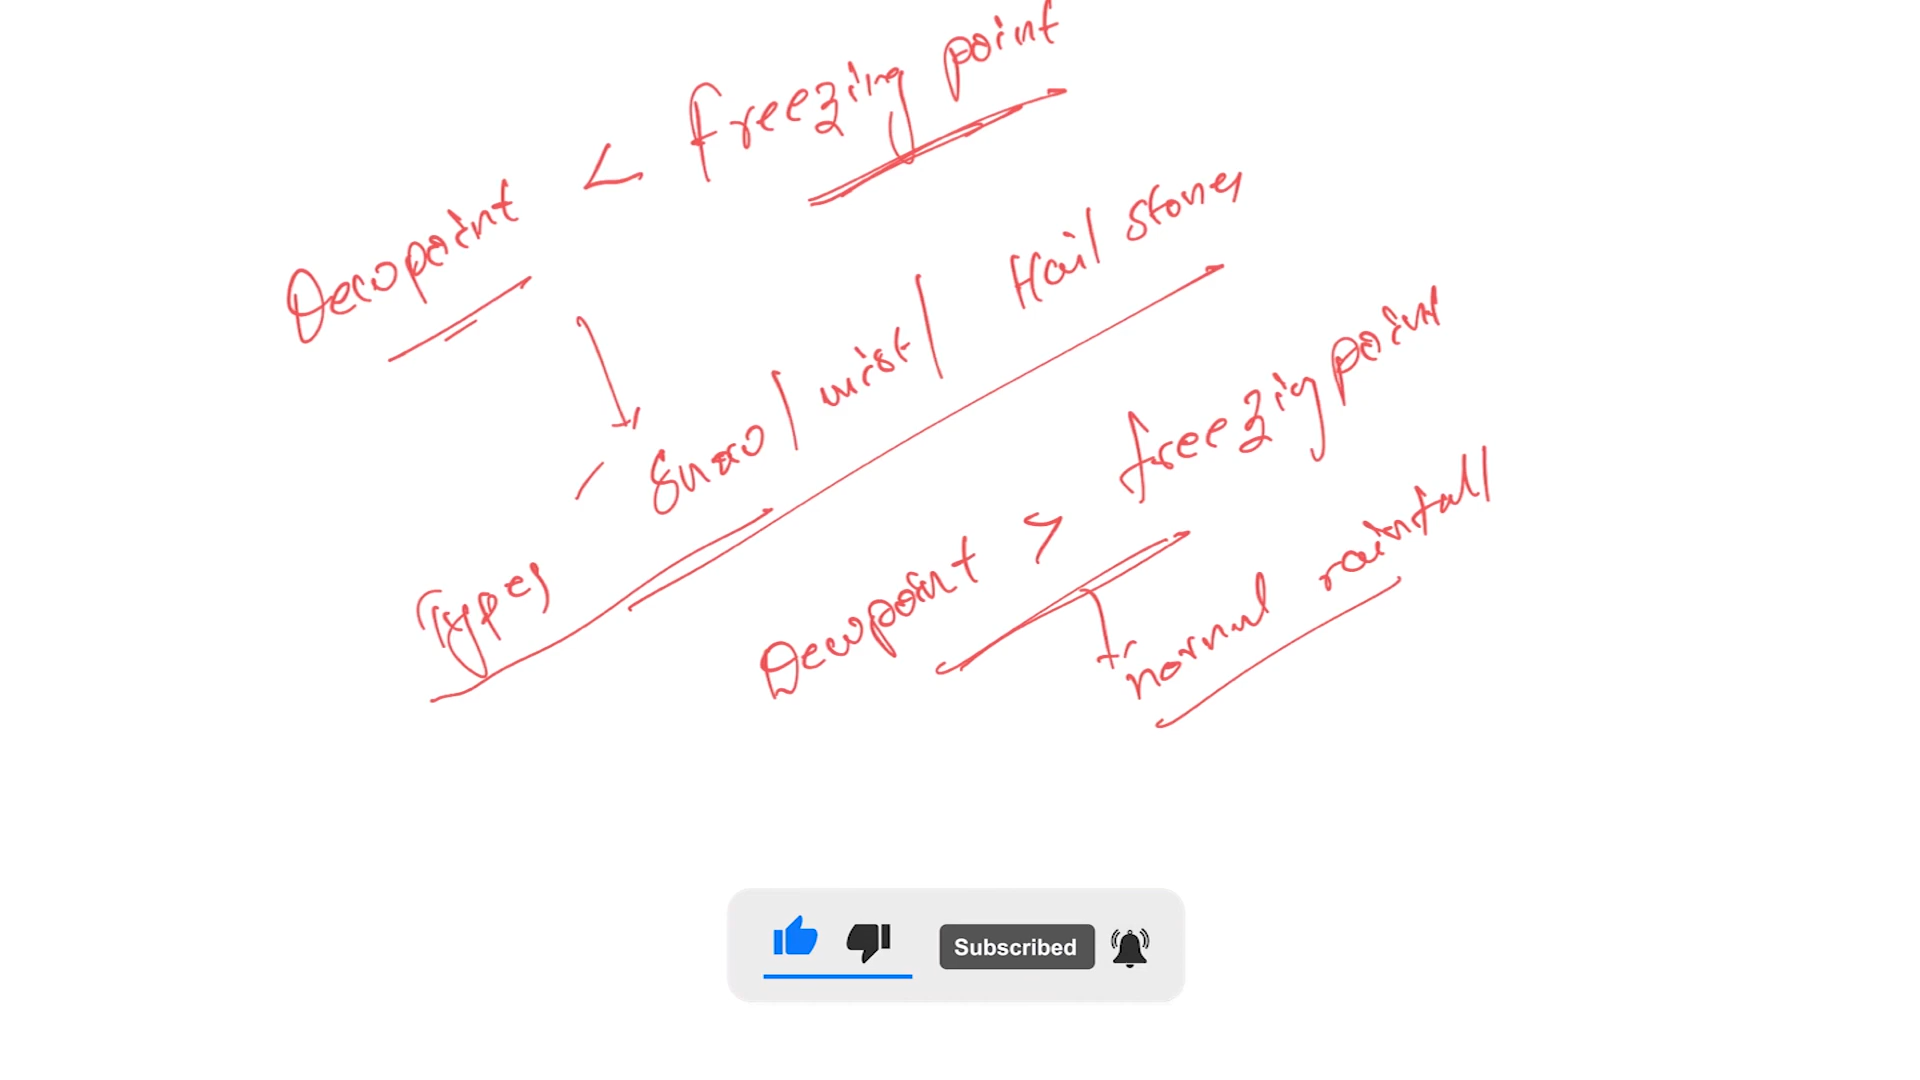 Dewpoint < freezing point
Snow / mist / Hail stones
Types
Dewpoint > freezing point
normal rainfall
Subscribed